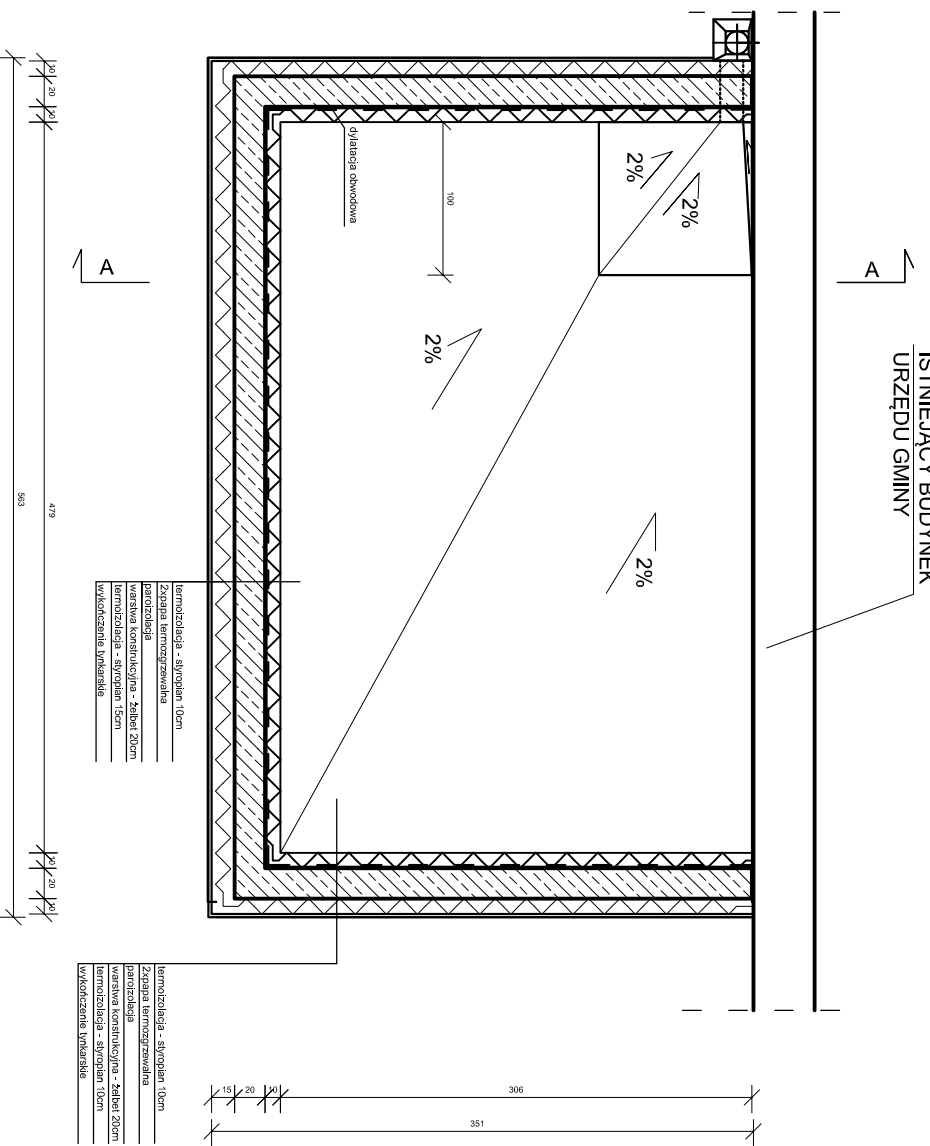 ISTNIEJĄCY BUDYNEK
URZĘDU GMINY
A
A
2%
2%
2%
2%
dylatacja obwodowa
100
10
20
10
479
10
20
10
563
termoizolacja - styropian 10cm
2xpapa termozgrzewalna
paroizolacja
warstwa konstrukcyjna - żelbet 20cm
termoizolacja - styropian 15cm
wykończenie tynkarskie
termoizolacja - styropian 10cm
2xpapa termozgrzewalna
paroizolacja
warstwa konstrukcyjna - żelbet 20cm
termoizolacja - styropian 10cm
wykończenie tynkarskie
15
20
10
306
351